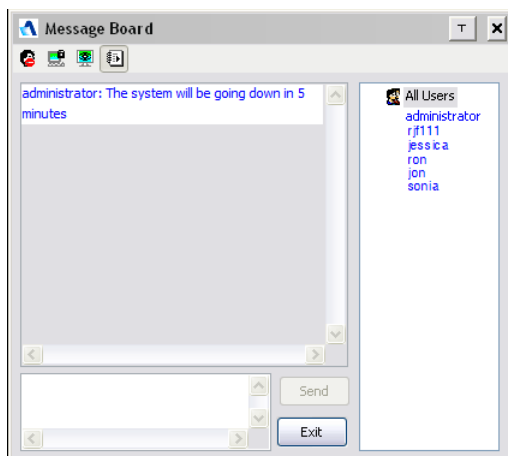 Message Board
administrator: The system will be going down in 5
minutes
All Users
administrator
rjf111
jessica
ron
jon
sonia
Send
Exit